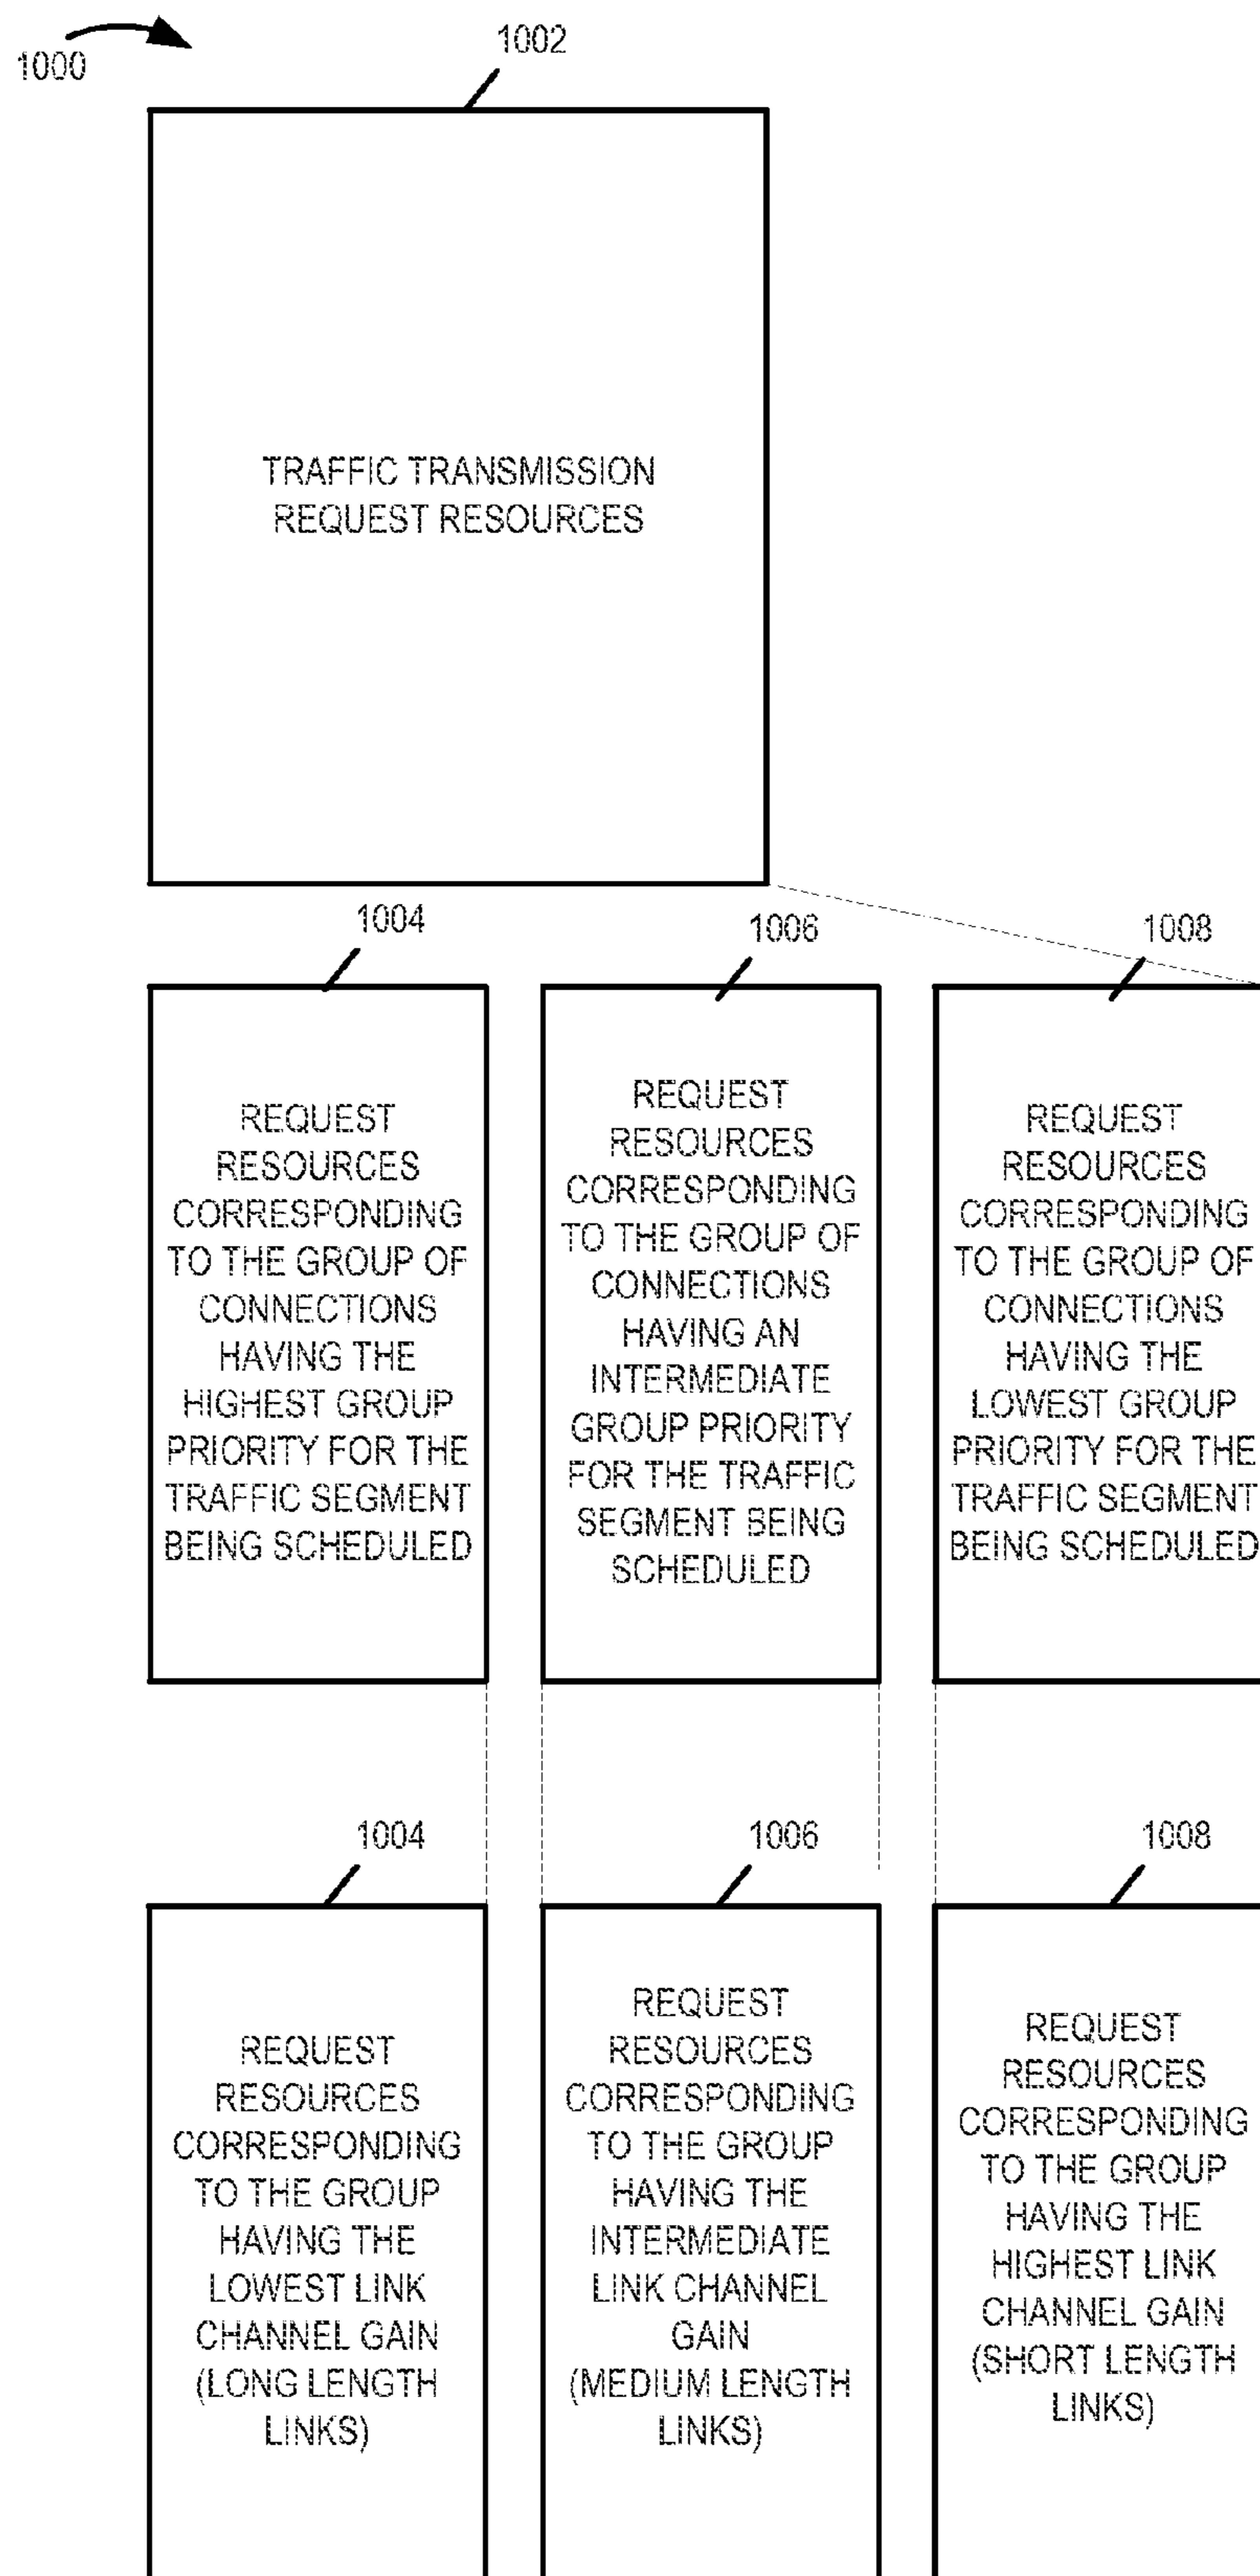 1000
1002
TRAFFIC TRANSMISSION
REQUEST RESOURCES
1004
REQUEST
RESOURCES
CORRESPONDING
TO THE GROUP OF
CONNECTIONS
HAVING THE
HIGHEST GROUP
PRIORITY FOR THE
TRAFFIC SEGMENT
BEING SCHEDULED
1006
REQUEST
RESOURCES
CORRESPONDING
TO THE GROUP OF
CONNECTIONS
HAVING AN
INTERMEDIATE
GROUP PRIORITY
FOR THE TRAFFIC
SEGMENT BEING
SCHEDULED
1008
REQUEST
RESOURCES
CORRESPONDING
TO THE GROUP OF
CONNECTIONS
HAVING THE
LOWEST GROUP
PRIORITY FOR THE
TRAFFIC SEGMENT
BEING SCHEDULED
1004
REQUEST
RESOURCES
CORRESPONDING
TO THE GROUP
HAVING THE
LOWEST LINK
CHANNEL GAIN
(LONG LENGTH
LINKS)
1006
REQUEST
RESOURCES
CORRESPONDING
TO THE GROUP
HAVING THE
INTERMEDIATE
LINK CHANNEL
GAIN
(MEDIUM LENGTH
LINKS)
1008
REQUEST
RESOURCES
CORRESPONDING
TO THE GROUP
HAVING THE
HIGHEST LINK
CHANNEL GAIN
(SHORT LENGTH
LINKS)